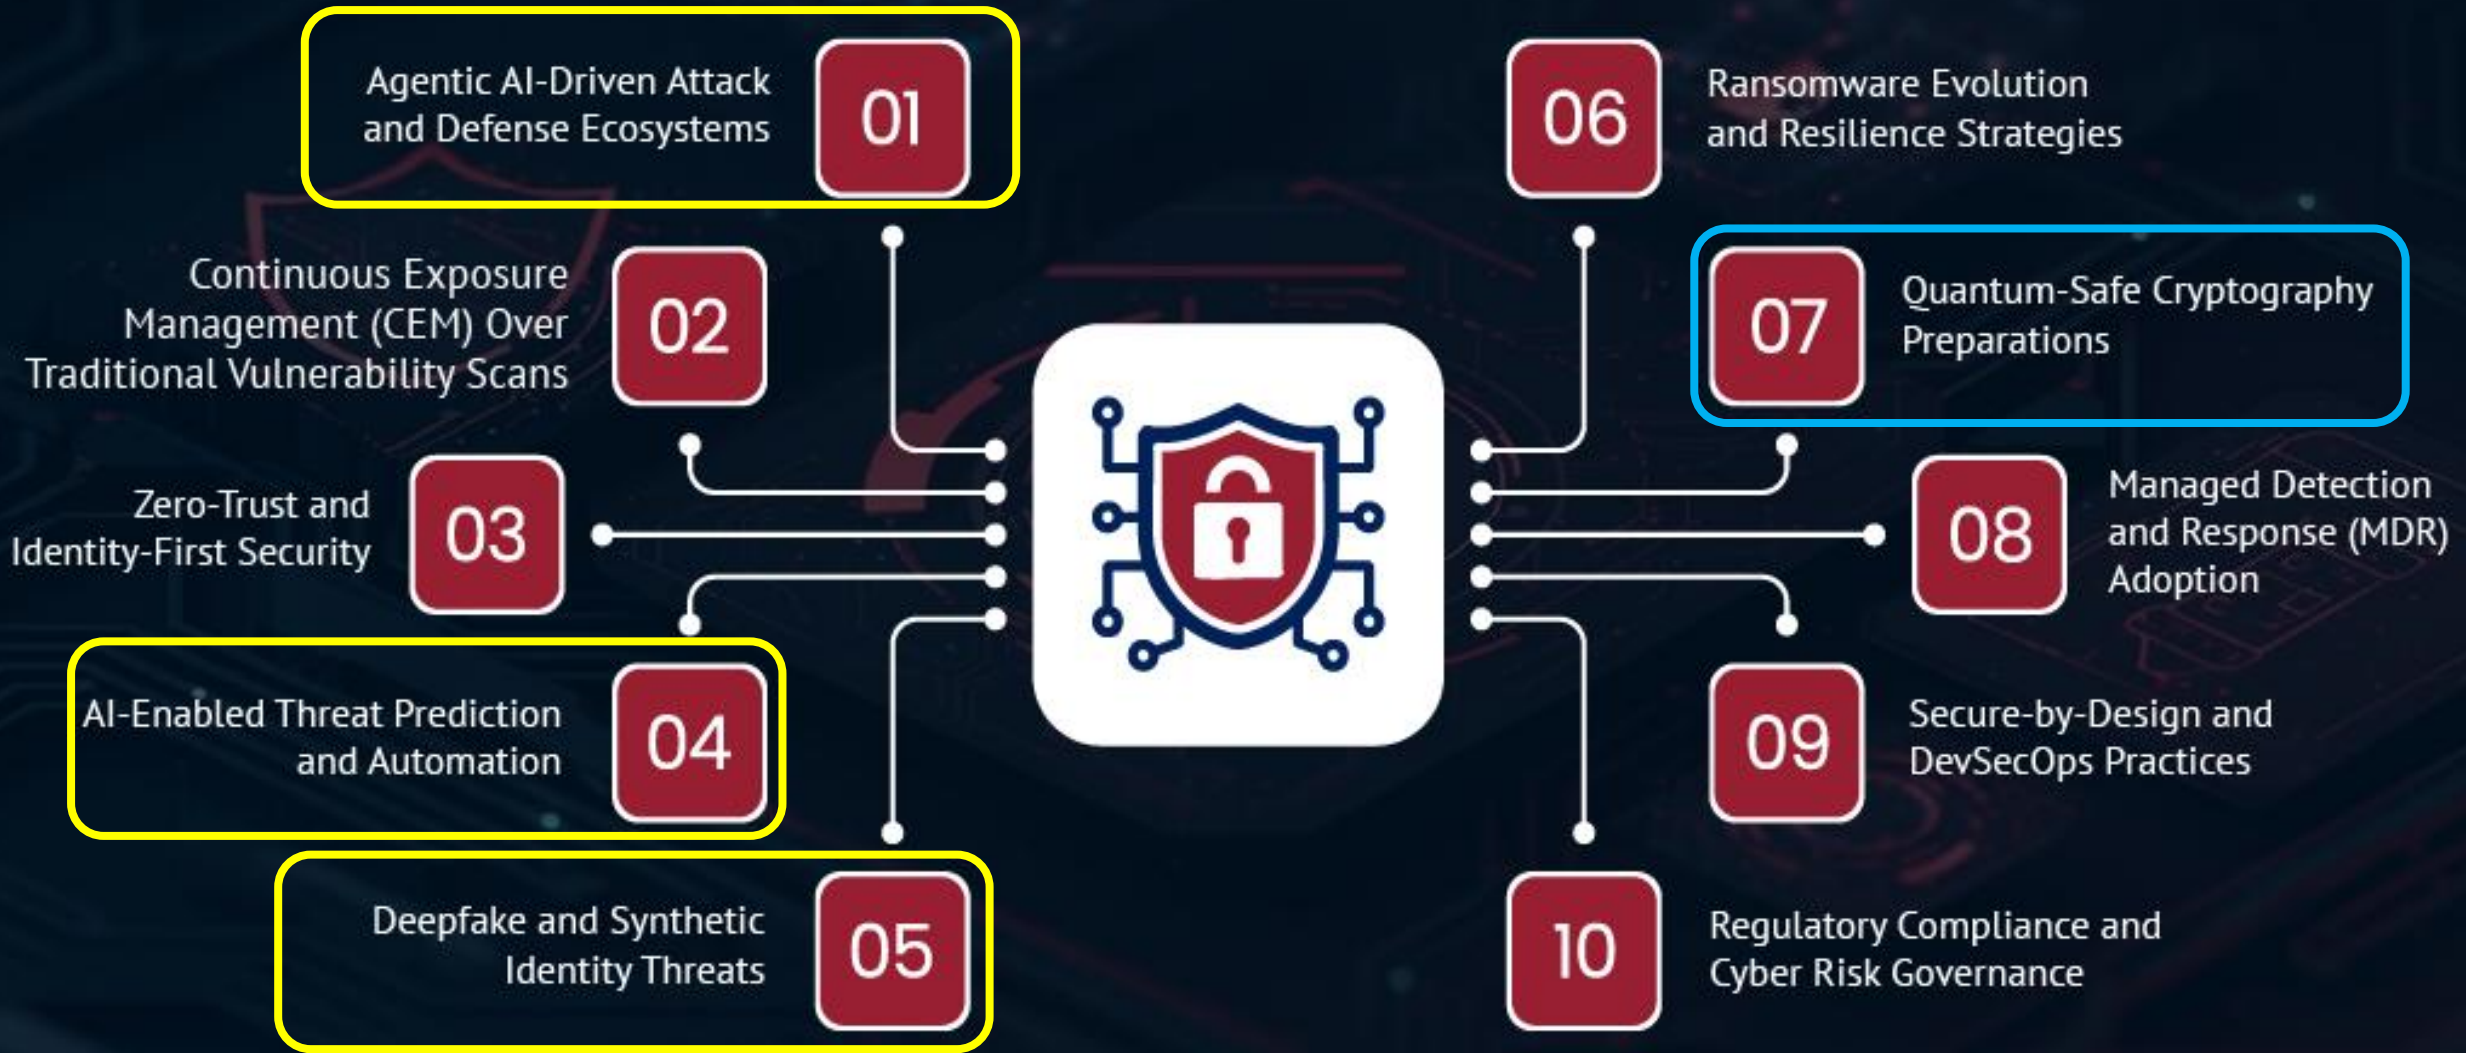 Agentic AI-Driven Attack
and Defense Ecosystems
01
Continuous Exposure
Management (CEM) Over
Traditional Vulnerability Scans
02
Zero-Trust and
Identity-First Security
03
AI-Enabled Threat Prediction
and Automation
04
Deepfake and Synthetic
Identity Threats
05
06
Ransomware Evolution
and Resilience Strategies
07
Quantum-Safe Cryptography
Preparations
08
Managed Detection
and Response (MDR)
Adoption
09
Secure-by-Design and
DevSecOps Practices
10
Regulatory Compliance and
Cyber Risk Governance